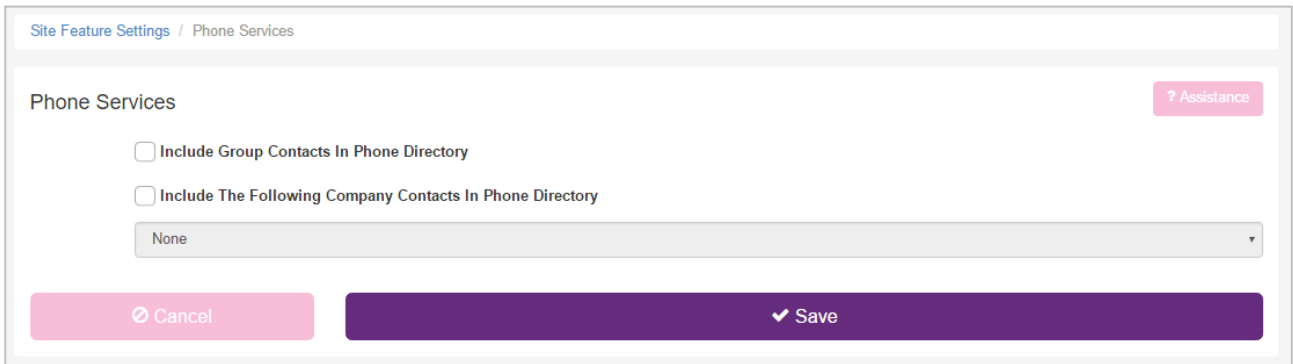 Site Feature Settings / Phone Services
Phone Services
? Assistance
Include Group Contacts In Phone Directory
Include The Following Company Contacts In Phone Directory
None
Cancel
Save